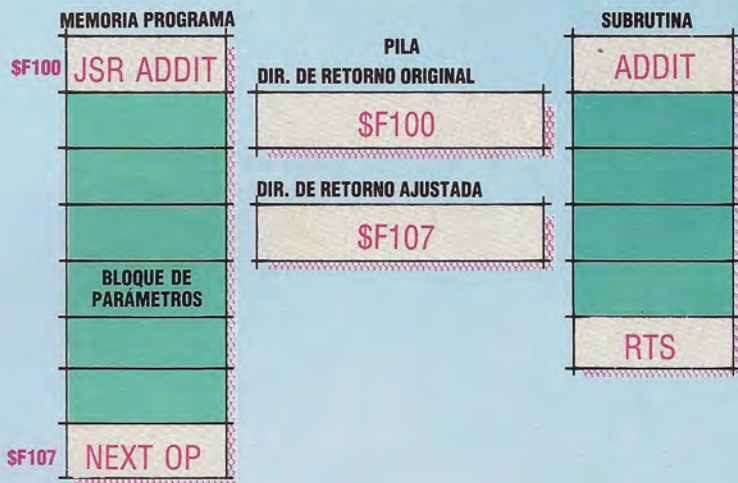 MEMORIA PROGRAMA
$F100 JSR ADDIT
BLOQUE DE
PARÁMETROS
$F107 NEXT OP
PILA
DIR. DE RETORNO ORIGINAL
$F100
DIR. DE RETORNO AJUSTADA
$F107
SUBRUTINA
ADDIT
RTS